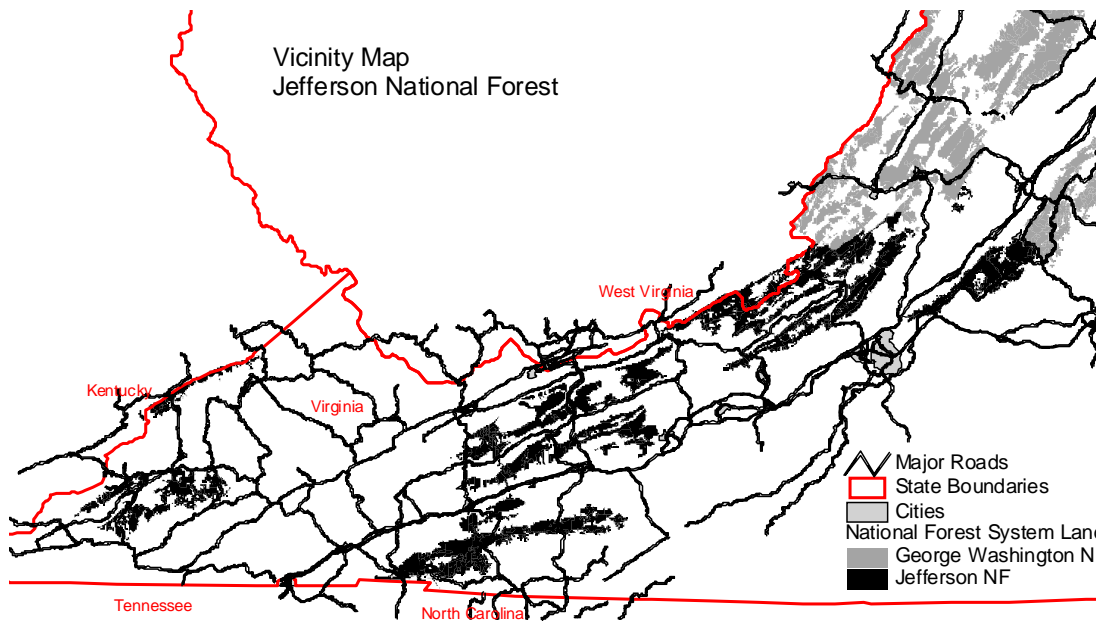 Vicinity Map
Jefferson National Forest
West Virginia
Kentucky
Virginia
Major Roads
State Boundaries
Cities
National Forest System Land
George Washington N
Jefferson NF
Tennessee
North Carolina